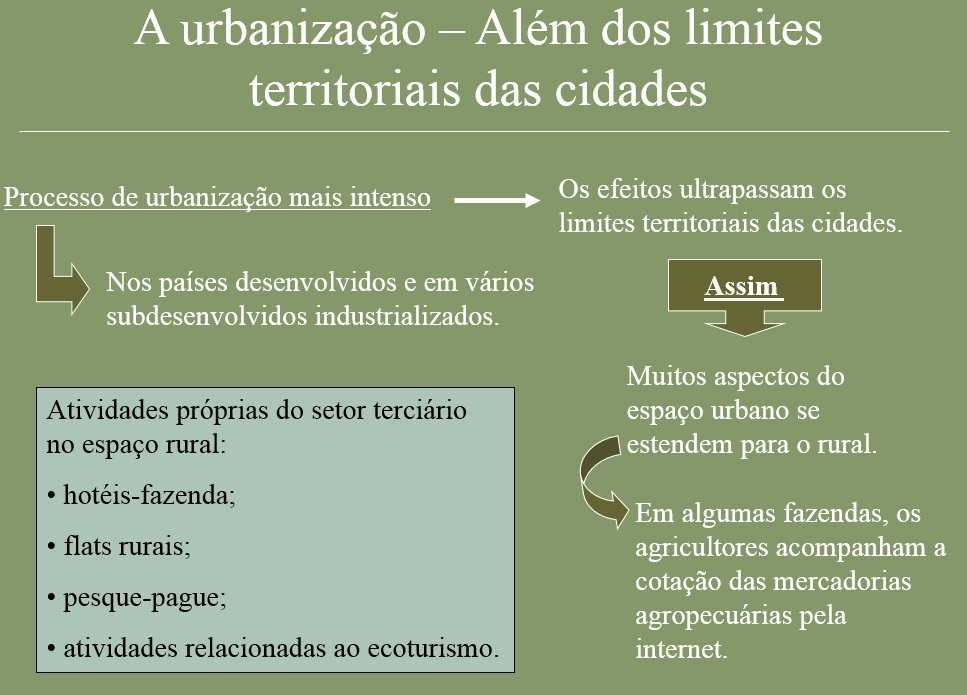 A urbanização – Além dos limites
territoriais das cidades
Processo de urbanização mais intenso
Os efeitos ultrapassam os
limites territoriais das cidades.
Nos países desenvolvidos e em vários
subdesenvolvidos industrializados.
Assim
Muitos aspectos do
espaço urbano se
estendem para o rural.
Em algumas fazendas, os
agricultores acompanham a
cotação das mercadorias
agropecuárias pela
internet.
Atividades próprias do setor terciário
no espaço rural:
• hotéis-fazenda;
• flats rurais;
• pesque-pague;
• atividades relacionadas ao ecoturismo.